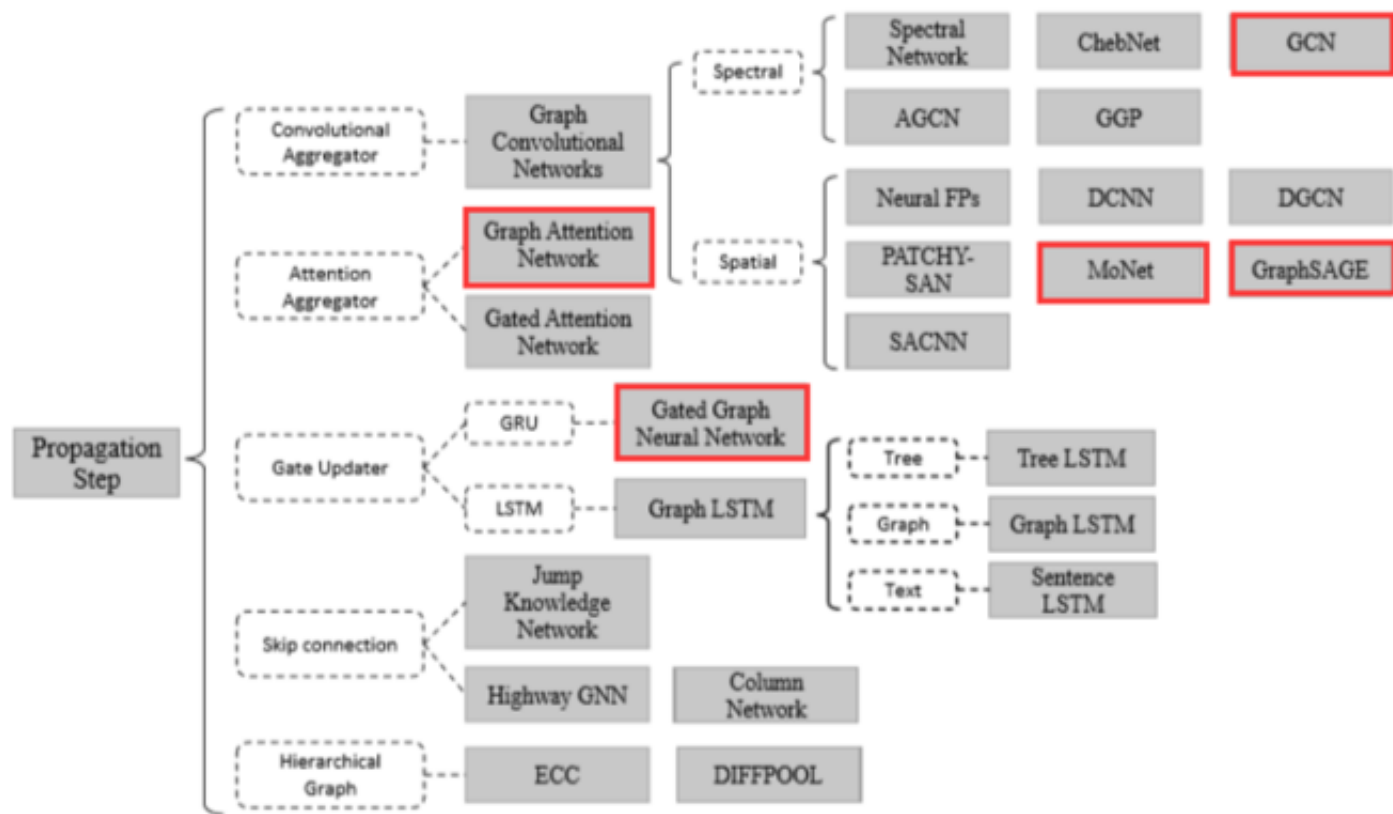 Propagation
Step
Convolutional
Aggregator
Graph
Convolutional
Networks
Spectral
Spectral
Network
ChebNet
GCN
AGCN
GGP
Spatial
Neural FPs
DCNN
DGCN
PATCHY-
SAN
MoNet
GraphSAGE
SACNN
Attention
Aggregator
Graph Attention
Network
Gated Attention
Network
Gate Updater
GRU
Gated Graph
Neural Network
LSTM
Graph LSTM
Tree
Tree LSTM
Graph
Graph LSTM
Text
Sentence
LSTM
Skip connection
Jump
Knowledge
Network
Highway GNN
Column
Network
Hierarchical
Graph
ECC
DIFFPOOL